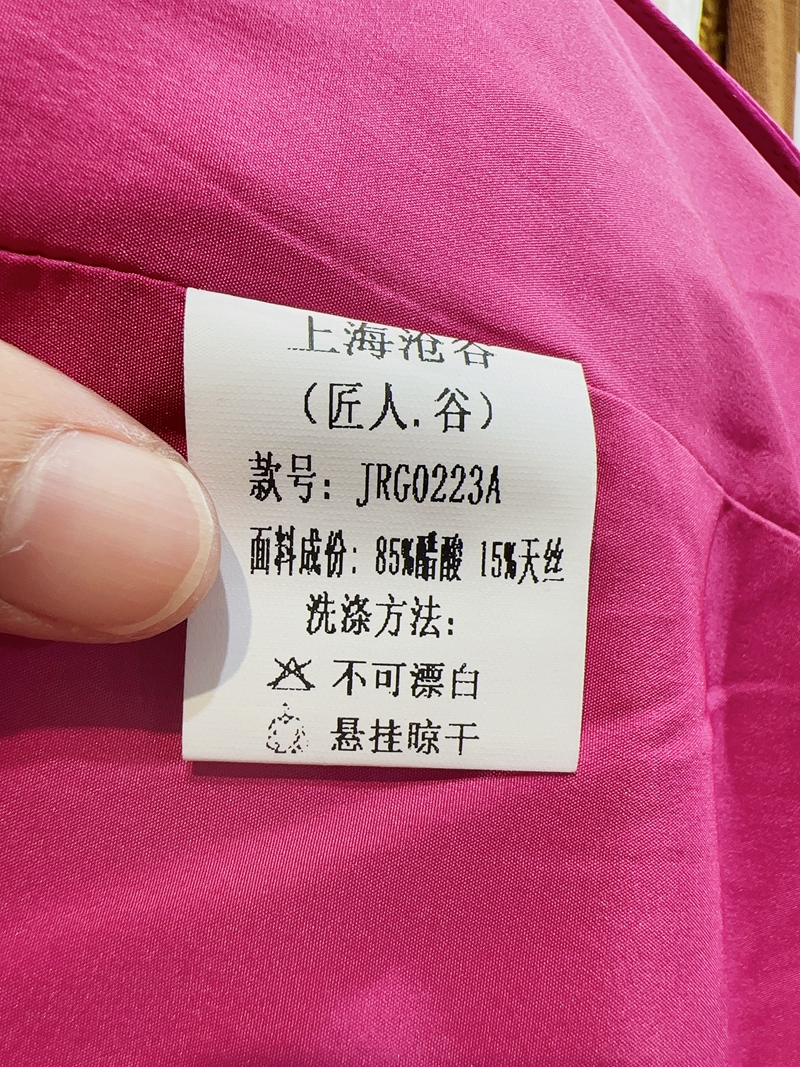 上海沧谷
(匠人.谷)
款号: JRG0223A
面料成份: 85%醋酸 15%天丝
洗涤方法:
不可漂白
悬挂晾干